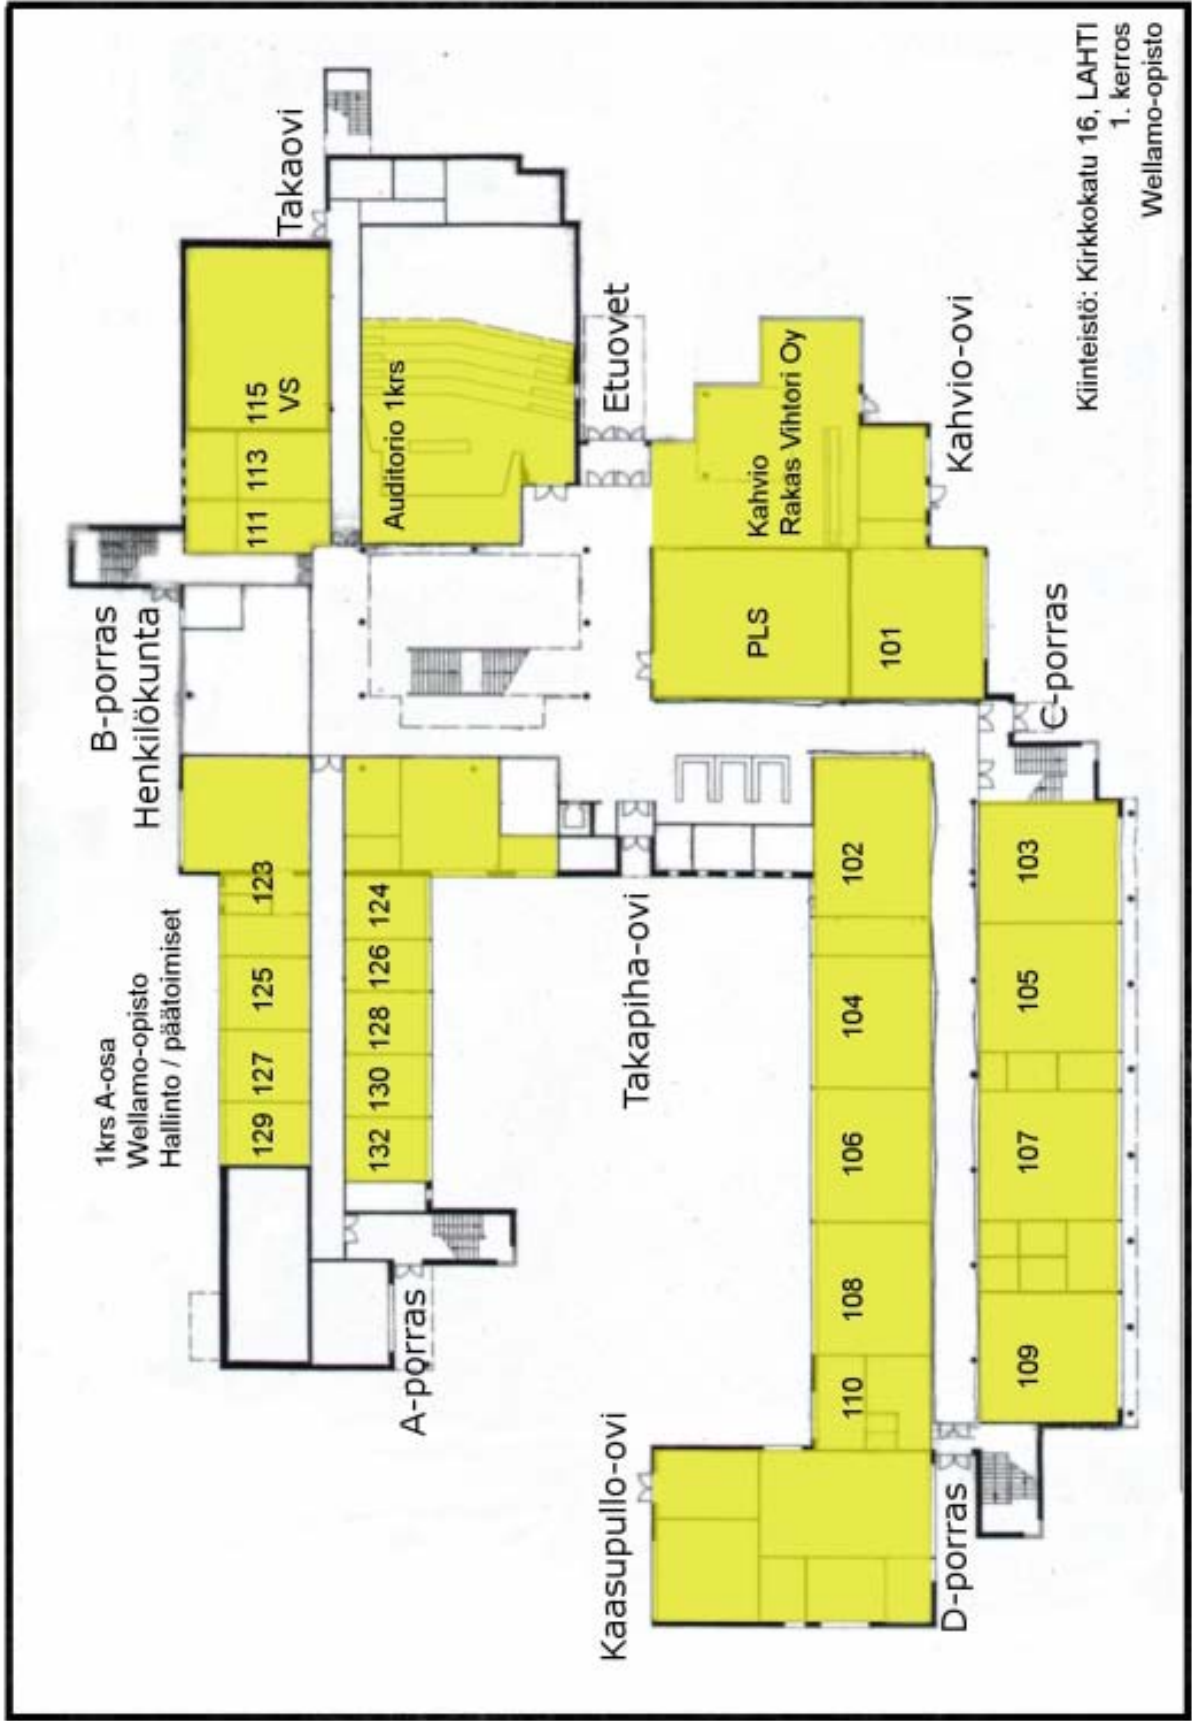 Kiinteistö: Kirkkokatu 16, LAHTI
1. kerros
Wellamo-opisto
1krs A-osa
Wellamo-opisto
Hallinto / päätoimiset
B-porras
Henkilökunta
Takaovi
129
127
125
123
111
113
115
VS
132
130
128
126
124
Auditorio 1krs
A-porras
Etuovet
Takapiha-ovi
Kaasupullo-ovi
PLS
Kahvio
Rakas Vihtori Oy
110
108
106
104
102
101
Kahvio-ovi
D-porras
109
107
105
103
C-porras